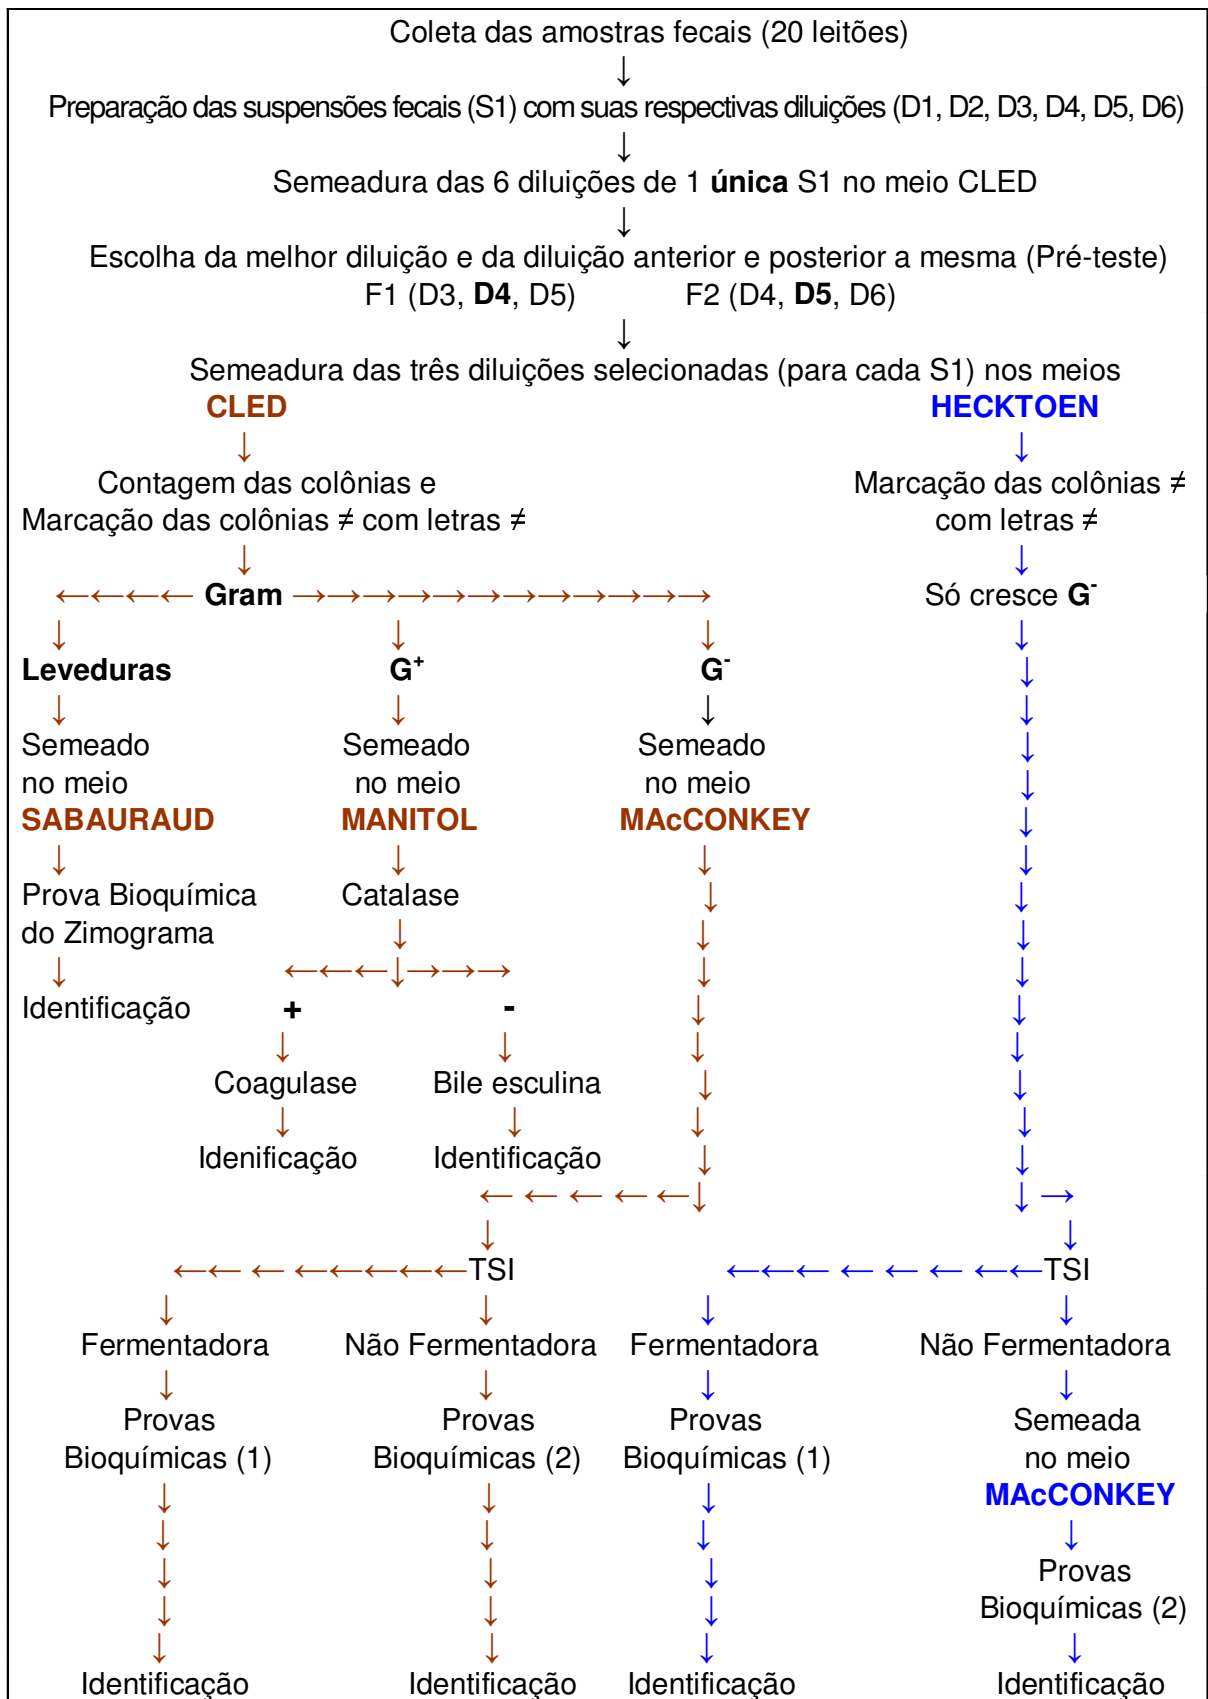 Coleta das amostras fecais (20 leitões)
↓
Preparação das suspensões fecais (S1) com suas respectivas diluições (D1, D2, D3, D4, D5, D6)
↓
Semeadura das 6 diluições de 1 única S1 no meio CLED
↓
Escolha da melhor diluição e da diluição anterior e posterior a mesma (Pré-teste)
F1 (D3, D4, D5) F2 (D4, D5, D6)
↓
Semeadura das três diluições selecionadas (para cada S1) nos meios
CLED HECKTOEN
↓ ↓
Contagem das colônias e Marcação das colônias ≠
Marcação das colônias ≠ com letras ≠ com letras ≠
↓ ↓
←←←← Gram →→→→→→→→→→→ Só cresce G-
↓ ↓ ↓ ↓
Leveduras G+ G- ↓
↓ ↓ ↓ ↓
Semeado Semeado Semeado ↓
no meio no meio no meio ↓
SABAURAUD MANITOL MAcCONKEY ↓
↓ ↓ ↓ ↓
Prova Bioquímica Catalase ↓ ↓
do Zimograma ↓ ↓ ↓
↓ ←←←↓→→→ ↓ ↓
Identificação + - ↓ ↓
↓ ↓ ↓ ↓
Coagulase Bile esculina ↓ ↓
↓ ↓ ↓ ↓
Idenificação Identificação ↓ ↓
← ← ← ← ←↓ ↓ →
↓ ↓
←← ← ←←←←←TSI ←←← ← ← ← ←←←TSI
↓ ↓ ↓ ↓
Fermentadora Não Fermentadora Fermentadora Não Fermentadora
↓ ↓ ↓ ↓
Provas Provas Provas Semeada
Bioquímicas (1) Bioquímicas (2) Bioquímicas (1) no meio
↓ ↓ ↓ MAcCONKEY
↓ ↓ ↓ ↓
↓ ↓ ↓ Provas
↓ ↓ ↓ Bioquímicas (2)
↓ ↓ ↓ ↓
Identificação Identificação Identificação Identificação